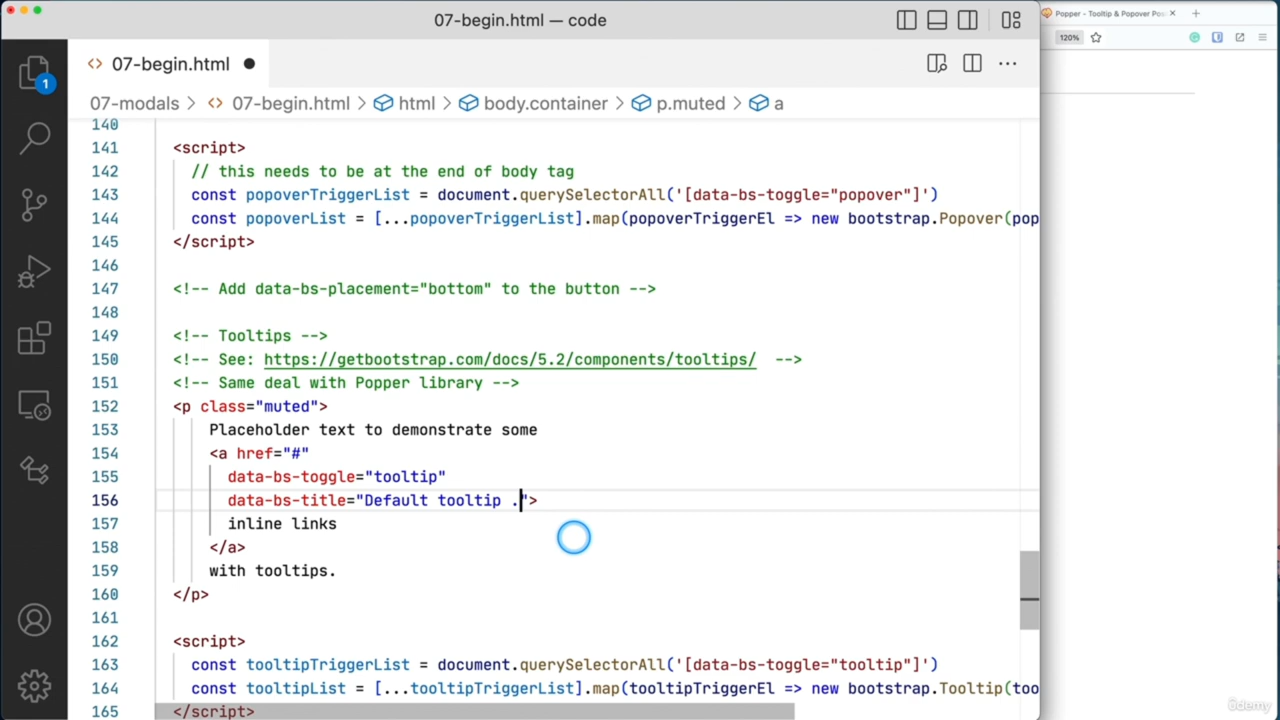 07-begin.html — code
Popper - Tooltip & Popover Pos
07-begin.html
120%
1
07-modals > 07-begin.html > html > body.container > p.muted > a
140
141 <script>
142 // this needs to be at the end of body tag
143 const popoverTriggerList = document.querySelectorAll('[data-bs-toggle="popover"]')
144 const popoverList = [...popoverTriggerList].map(popoverTriggerEl => new bootstrap.Popover(pop
145 </script>
146
147 <!-- Add data-bs-placement="bottom" to the button -->
148
149 <!-- Tooltips -->
150 <!-- See: https://getbootstrap.com/docs/5.2/components/tooltips/ -->
151 <!-- Same deal with Popper library -->
152 <p class="muted">
153 Placeholder text to demonstrate some
154 <a href="#"
155 data-bs-toggle="tooltip"
156 data-bs-title="Default tooltip .">
157 inline links
158 </a>
159 with tooltips.
160 </p>
161
162 <script>
163 const tooltipTriggerList = document.querySelectorAll('[data-bs-toggle="tooltip"]')
164 const tooltipList = [...tooltipTriggerList].map(tooltipTriggerEl => new bootstrap.Tooltip(too
165 </script>
ûdemy